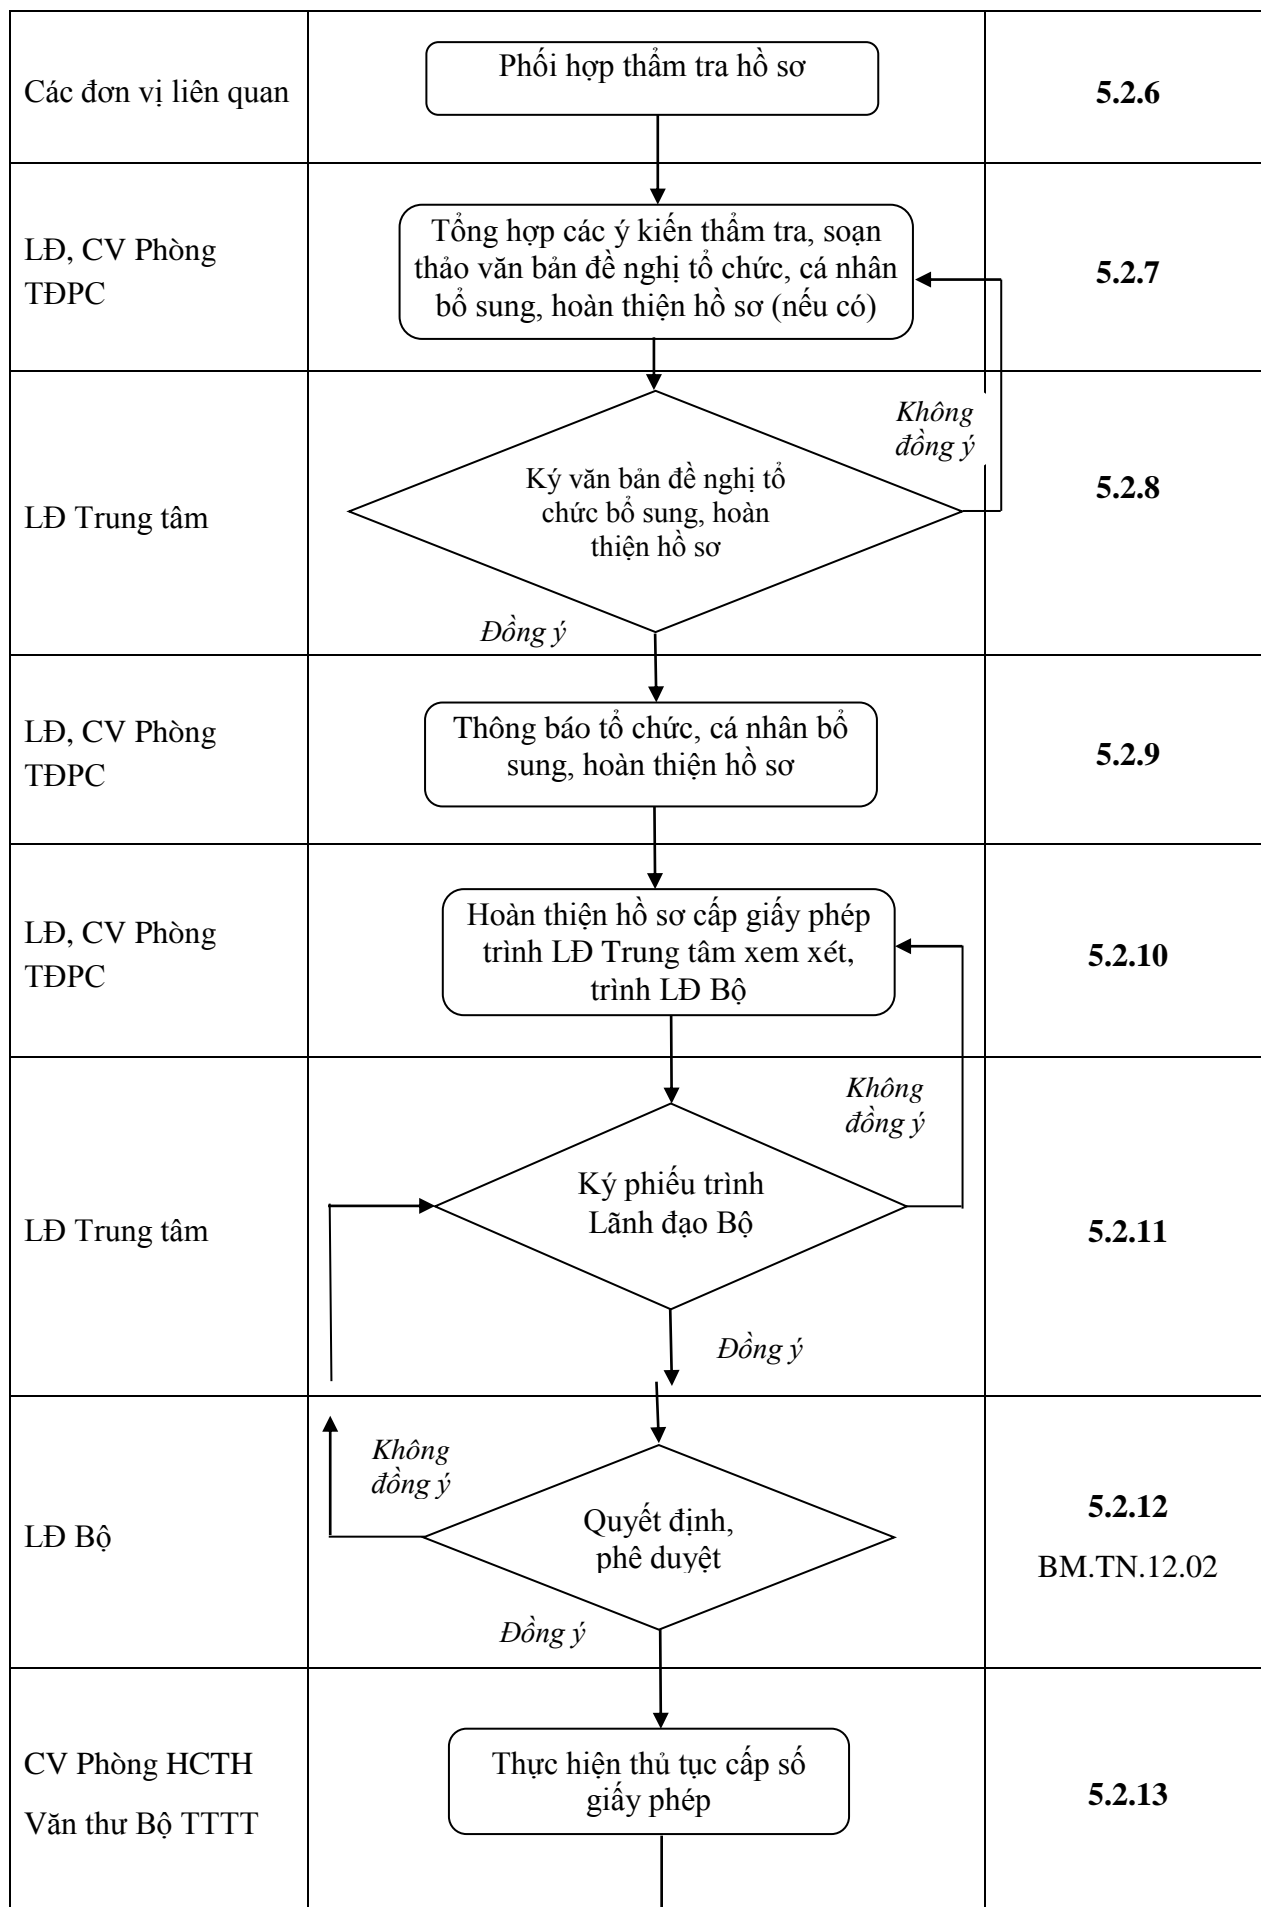 Các đơn vị liên quan
Phối hợp thẩm tra hồ sơ
5.2.6
LĐ, CV Phòng
TĐPC
Tổng hợp các ý kiến thẩm tra, soạn
thảo văn bản đề nghị tổ chức, cá nhân
bổ sung, hoàn thiện hồ sơ (nếu có)
5.2.7
LĐ Trung tâm
Ký văn bản đề nghị tổ
chức bổ sung, hoàn
thiện hồ sơ
Không
đồng ý
Đồng ý
5.2.8
LĐ, CV Phòng
TĐPC
Thông báo tổ chức, cá nhân bổ
sung, hoàn thiện hồ sơ
5.2.9
LĐ, CV Phòng
TĐPC
Hoàn thiện hồ sơ cấp giấy phép
trình LĐ Trung tâm xem xét,
trình LĐ Bộ
5.2.10
LĐ Trung tâm
Không
đồng ý
Ký phiếu trình
Lãnh đạo Bộ
Đồng ý
5.2.11
LĐ Bộ
Không
đồng ý
Quyết định,
phê duyệt
Đồng ý
5.2.12
BM.TN.12.02
CV Phòng HCTH
Văn thư Bộ TTTT
Thực hiện thủ tục cấp số
giấy phép
5.2.13